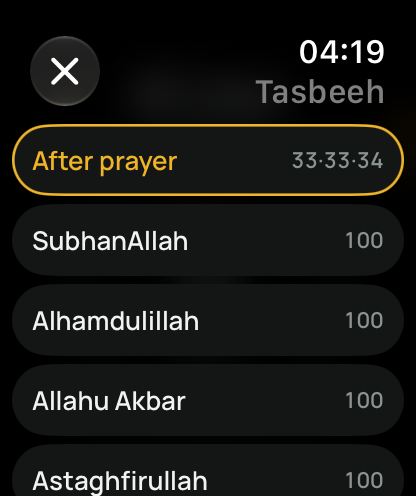 04:19
Tasbeeh
After prayer 33·33·34
SubhanAllah 100
Alhamdulillah 100
Allahu Akbar 100
Astaghfirullah 100